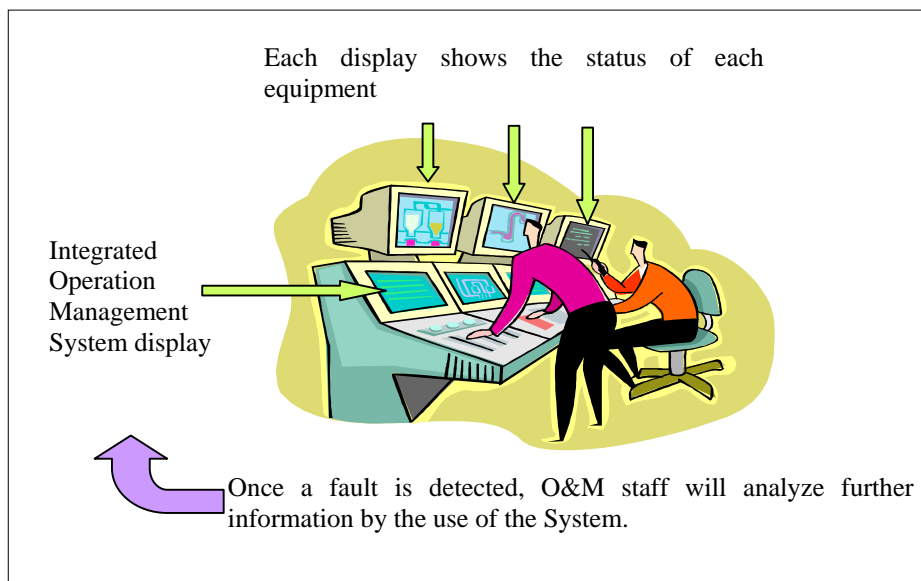 Each display shows the status of each
equipment
Integrated
Operation
Management
System display
Once a fault is detected, O&M staff will analyze further
information by the use of the System.